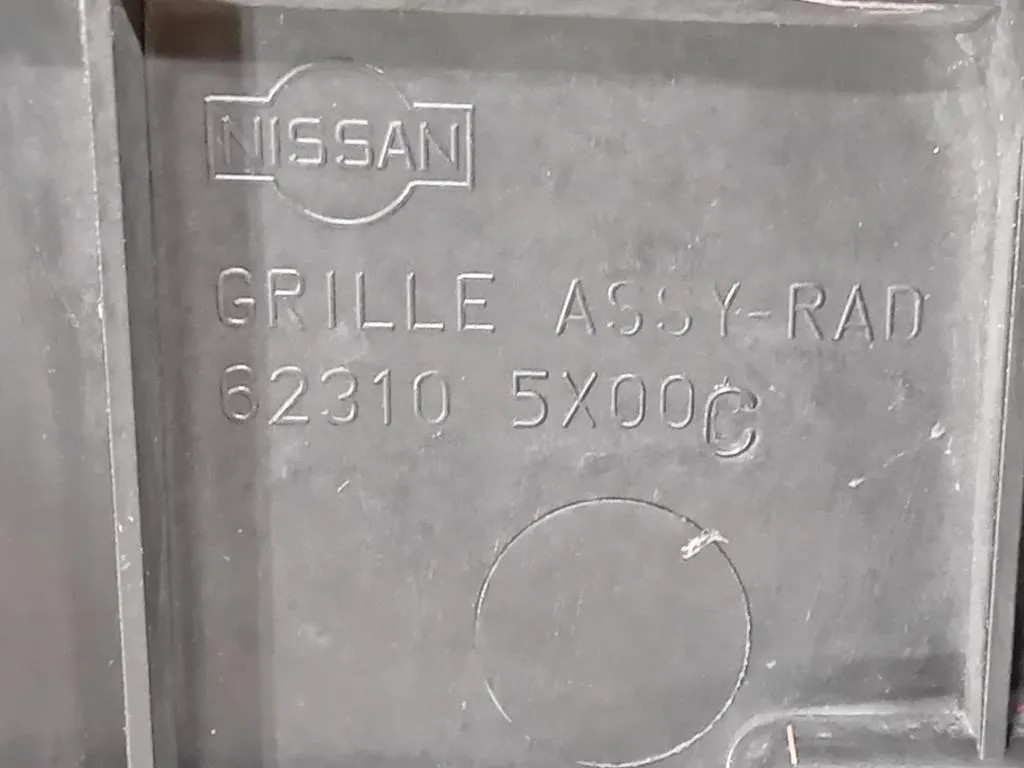 NISSAN
GRILLE ASSY-RAD
62310 5X00C